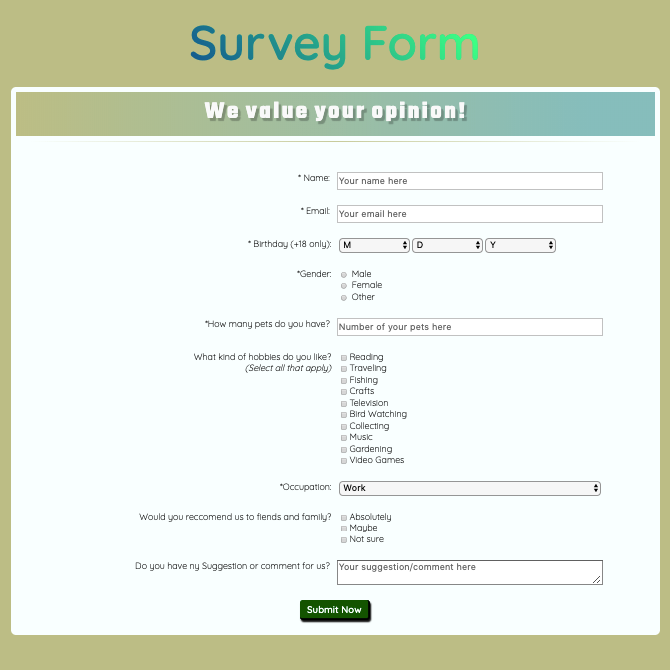 Survey Form
We value your opinion!
* Name: Your name here
* Email: Your email here
* Birthday (+18 only): M D Y
*Gender: Male
Female
Other
*How many pets do you have? Number of your pets here
What kind of hobbies do you like? Reading
(Select all that apply) Traveling
Fishing
Crafts
Television
Bird Watching
Collecting
Music
Gardening
Video Games
*Occupation: Work
Would you reccomend us to fiends and family? Absolutely
Maybe
Not sure
Do you have ny Suggestion or comment for us? Your suggestion/comment here
Submit Now